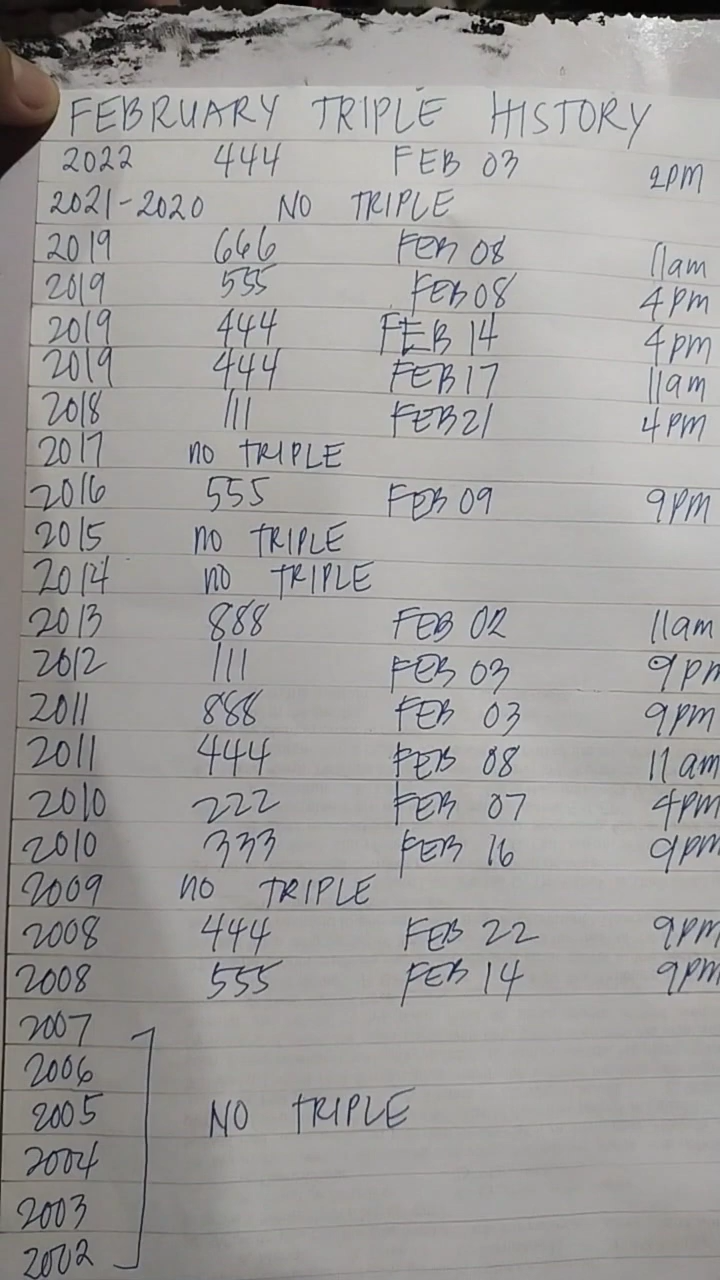 FEBRUARY TRIPLE HISTORY
2022 444 FEB 03 2PM
2021-2020 NO TRIPLE
2019 666 FEB 08 11am
2019 555 FEB 08 4PM
2019 444 FEB 14 4PM
2019 444 FEB 17 11am
2018 111 FEB 21 4PM
2017 no TRIPLE
2016 555 FEB 09 9PM
2015 no TRIPLE
2014 no TRIPLE
2013 888 FEB 02 11am
2012 111 FEB 03 9pm
2011 888 FEB 03 9pm
2011 444 FEB 08 11am
2010 222 FEB 07 4pm
2010 333 FEB 16 9pm
2009 no TRIPLE
2008 444 FEB 22 9pm
2008 555 FEB 14 9pm
2007
2006
2005 NO TRIPLE
2004
2003
2002